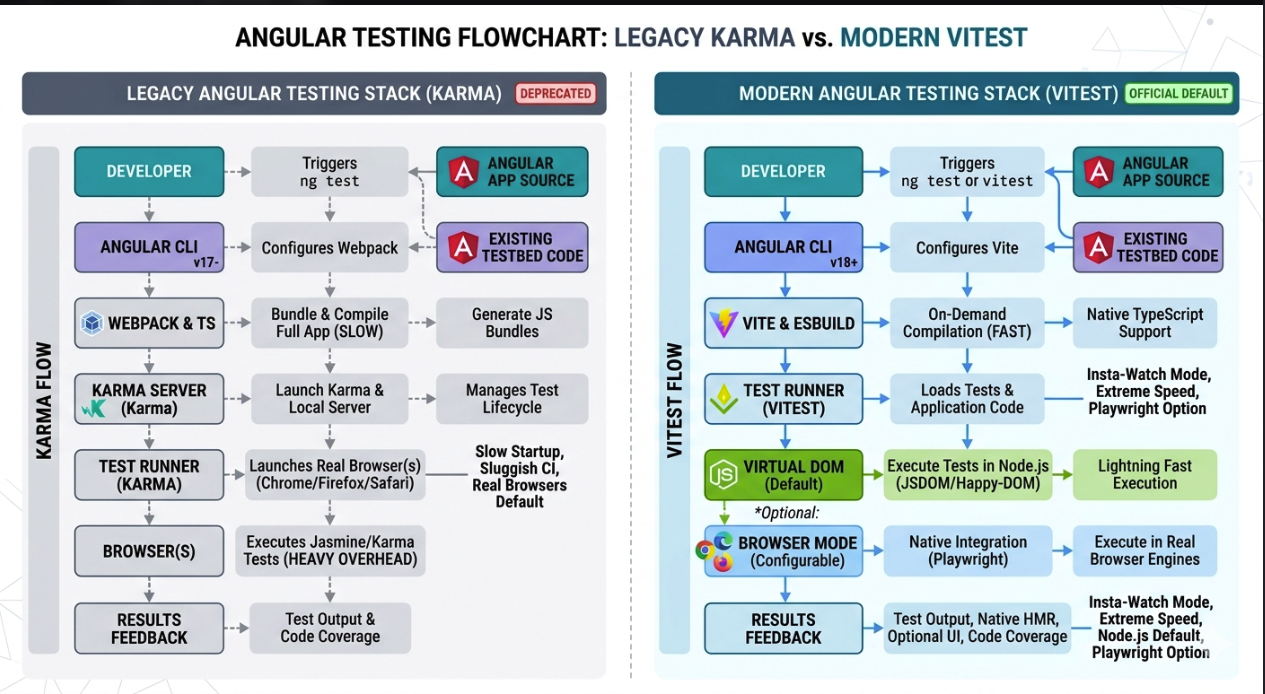 ANGULAR TESTING FLOWCHART: LEGACY KARMA vs. MODERN VITEST
LEGACY ANGULAR TESTING STACK (KARMA)
DEPRECATED
KARMA FLOW
DEVELOPER
Triggers
ng test
ANGULAR
APP SOURCE
ANGULAR CLI
v17-
Configures Webpack
EXISTING
TESTBED CODE
WEBPACK & TS
Bundle & Compile
Full App (SLOW)
Generate JS
Bundles
KARMA SERVER
(Karma)
Launch Karma &
Local Server
Manages Test
Lifecycle
TEST RUNNER
(KARMA)
Launches Real Browser(s)
(Chrome/Firefox/Safari)
Slow Startup,
Sluggish CI,
Real Browsers
Default
BROWSER(S)
Executes Jasmine/Karma
Tests (HEAVY OVERHEAD)
RESULTS
FEEDBACK
Test Output &
Code Coverage
MODERN ANGULAR TESTING STACK (VITEST)
OFFICIAL DEFAULT
VITEST FLOW
DEVELOPER
Triggers
ng test or vitest
ANGULAR
APP SOURCE
ANGULAR CLI
v18+
Configures Vite
EXISTING
TESTBED CODE
VITE & ESBUILD
On-Demand
Compilation (FAST)
Native TypeScript
Support
TEST RUNNER
(VITEST)
Loads Tests &
Application Code
Insta-Watch Mode,
Extreme Speed,
Playwright Option
JS
VIRTUAL DOM
(Default)
Execute Tests in Node.js
(JSDOM/Happy-DOM)
Lightning Fast
Execution
*Optional:
BROWSER MODE
(Configurable)
Native Integration
(Playwright)
Execute in Real
Browser Engines
RESULTS
FEEDBACK
Test Output, Native HMR,
Optional UI, Code Coverage
Insta-Watch Mode,
Extreme Speed,
Node.js Default,
Playwright Option